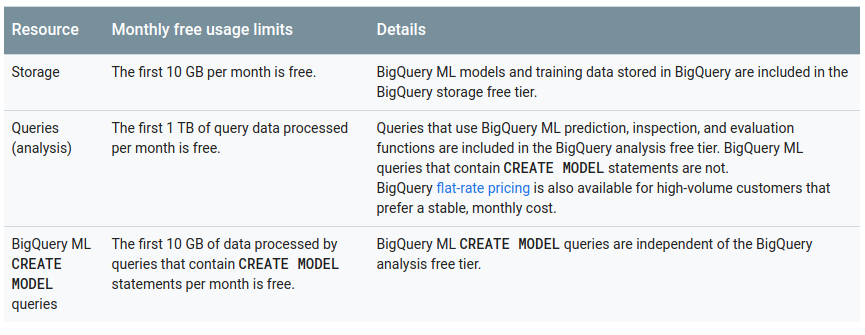 Resource Monthly free usage limits Details
Storage The first 10 GB per month is free. BigQuery ML models and training data stored in BigQuery are included in the
BigQuery storage free tier.
Queries The first 1 TB of query data processed Queries that use BigQuery ML prediction, inspection, and evaluation
(analysis) per month is free. functions are included in the BigQuery analysis free tier. BigQuery ML
queries that contain CREATE MODEL statements are not.
BigQuery flat-rate pricing is also available for high-volume customers that
prefer a stable, monthly cost.
BigQuery ML The first 10 GB of data processed by BigQuery ML CREATE MODEL queries are independent of the BigQuery
CREATE queries that contain CREATE MODEL analysis free tier.
MODEL statements per month is free.
queries